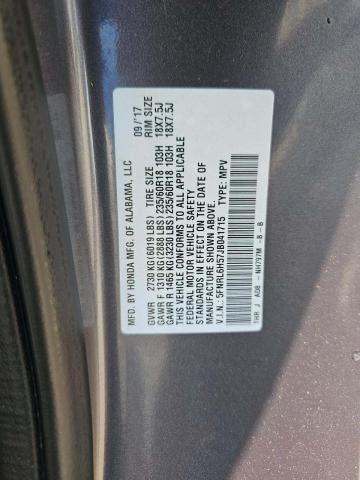 MFD. BY HONDA MFG. OF ALABAMA, LLC 09/'17
TIRE SIZE RIM SIZE
GVWR 2730 KG (6019 LBS)
GAWR F 1310 KG (2888 LBS) 235/60R18 103H 18X7.5J
GAWR R 1465 KG (3230 LBS) 235/60R18 103H 18X7.5J
THIS VEHICLE CONFORMS TO ALL APPLICABLE
FEDERAL MOTOR VEHICLE SAFETY
STANDARDS IN EFFECT ON THE DATE OF
MANUFACTURE SHOWN ABOVE.
V.I.N.: 5FNRL6H57JB041715 TYPE: MPV
THR J A08 NH797M -B-B